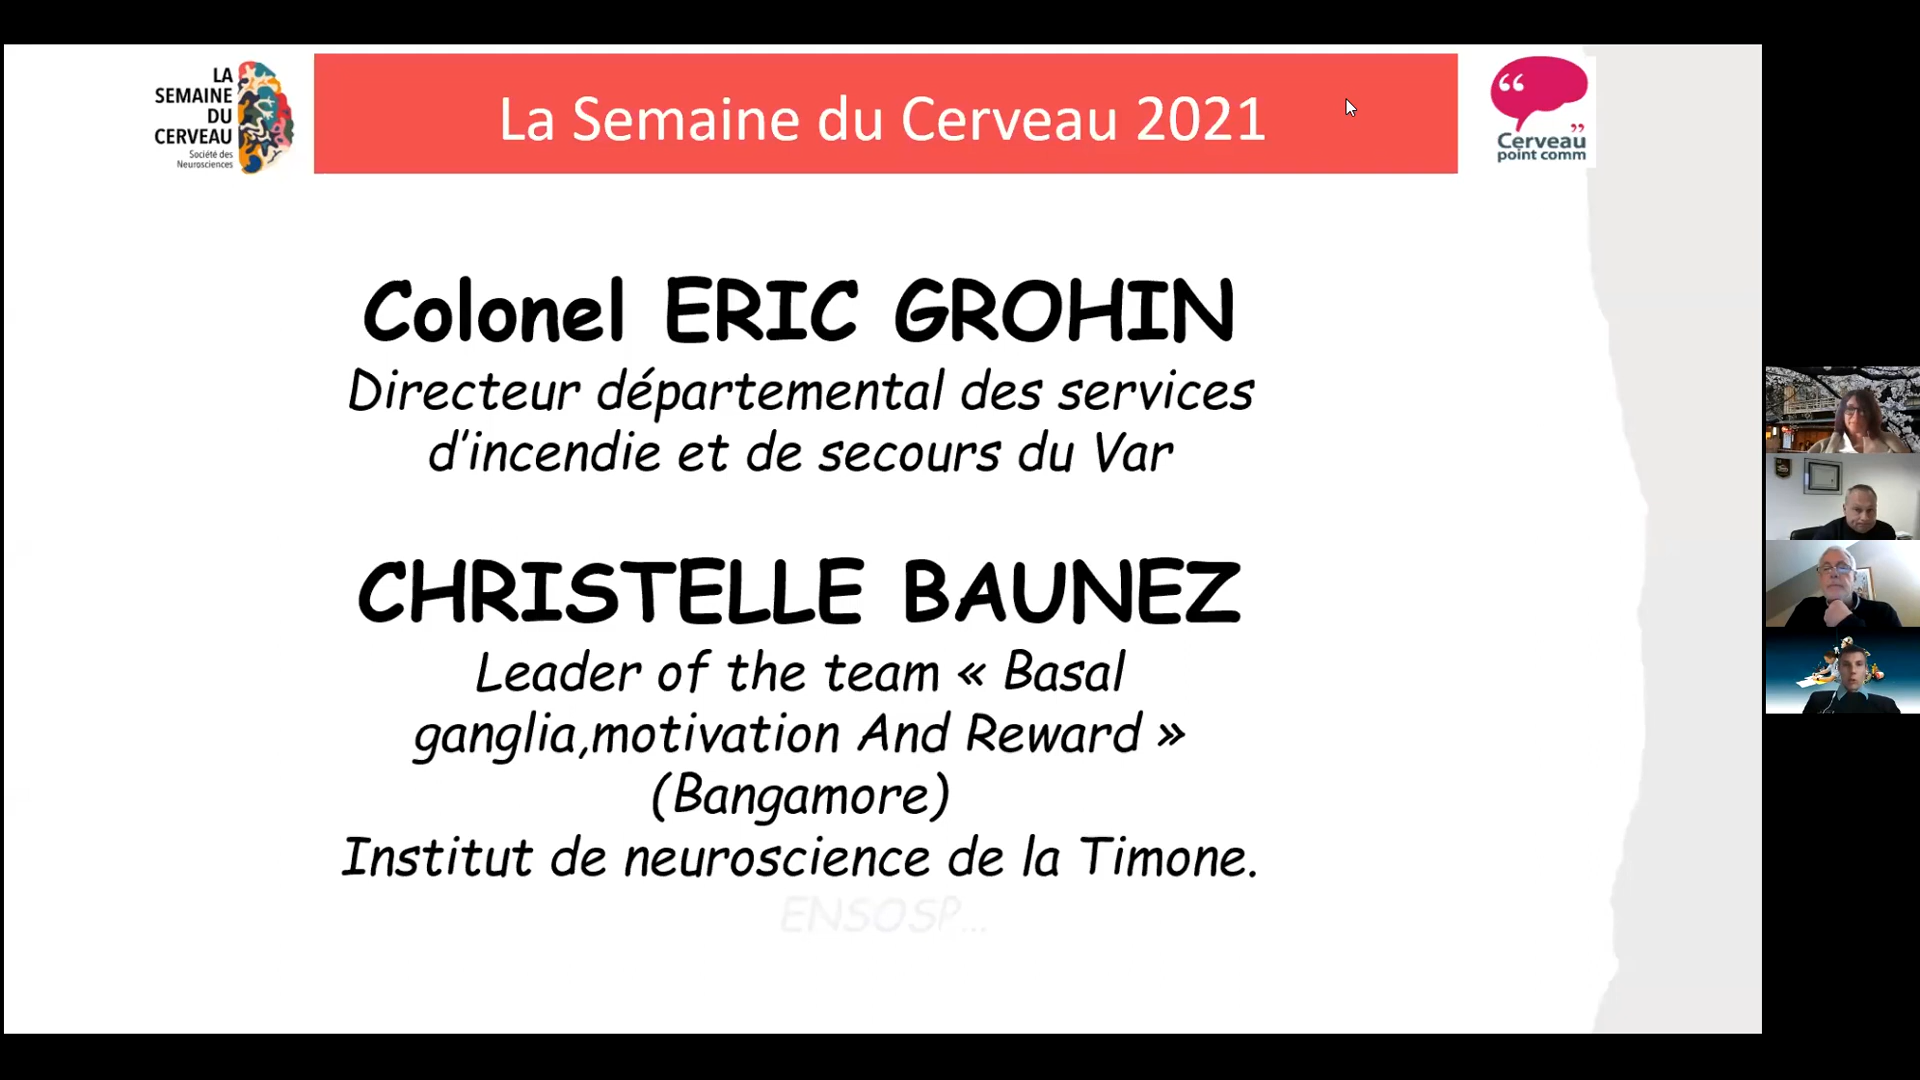 LA
SEMAINE
DU
CERVEAU
Société des
Neurosciences
La Semaine du Cerveau 2021
“
”
Cerveau
point comm
Colonel ERIC GROHIN
Directeur départemental des services
d’incendie et de secours du Var
CHRISTELLE BAUNEZ
Leader of the team « Basal
ganglia,motivation And Reward »
(Bangamore)
Institut de neuroscience de la Timone.
ENSOSP...